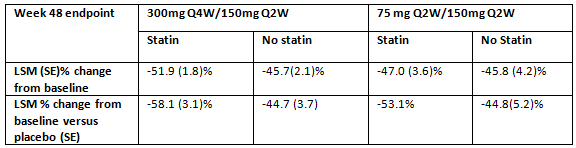 Week 48 endpoint 300mg Q4W/150mg Q2W 75 mg Q2W/150mg Q2W
Statin No statin Statin No Statin
LSM (SE)% change -51.9 (1.8)% -45.7(2.1)% -47.0 (3.6)% -45.8 (4.2)%
from baseline
LSM % change from -58.1 (3.1)% -44.7 (3.7) -53.1% -44.8(5.2)%
baseline versus
placebo (SE)